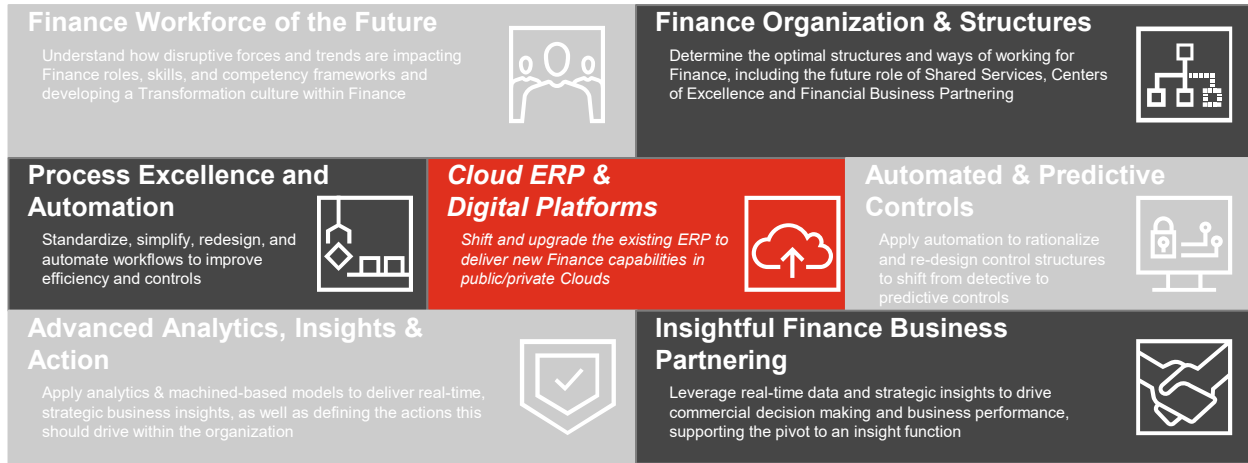 Finance Workforce of the Future
Understand how disruptive forces and trends are impacting
Finance roles, skills, and competency frameworks and
developing a Transformation culture within Finance
Finance Organization & Structures
Determine the optimal structures and ways of working for
Finance, including the future role of Shared Services, Centers
of Excellence and Financial Business Partnering
Process Excellence and
Automation
Standardize, simplify, redesign, and
automate workflows to improve
efficiency and controls
Cloud ERP &
Digital Platforms
Shift and upgrade the existing ERP to
deliver new Finance capabilities in
public/private Clouds
Automated & Predictive
Controls
Apply automation to rationalize
and re-design control structures
to shift from detective to
predictive controls
Advanced Analytics, Insights &
Action
Apply analytics & machined-based models to deliver real-time,
strategic business insights, as well as defining the actions this
should drive within the organization
Insightful Finance Business
Partnering
Leverage real-time data and strategic insights to drive
commercial decision making and business performance,
supporting the pivot to an insight function